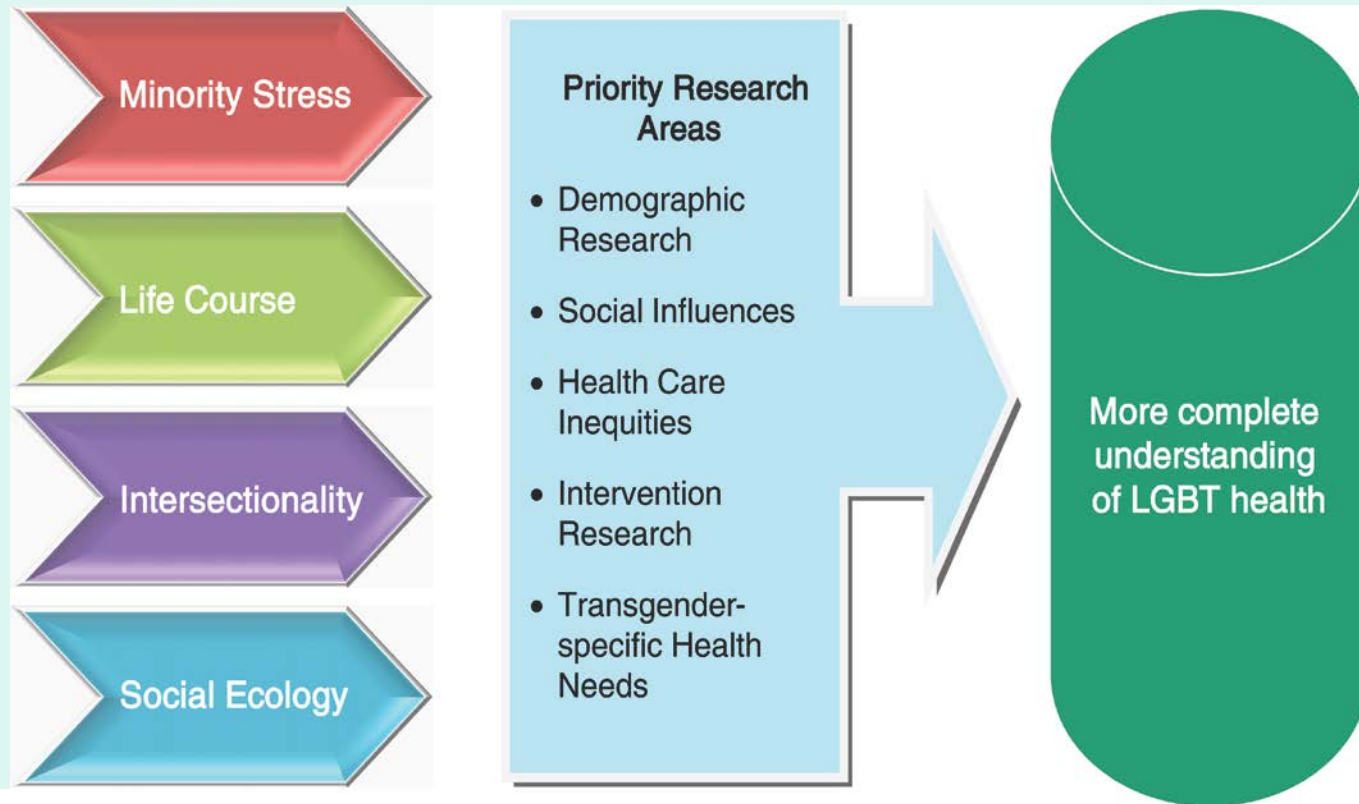 Minority Stress
Life Course
Intersectionality
Social Ecology
Priority Research
Areas
• Demographic
Research
• Social Influences
• Health Care
Inequities
• Intervention
Research
• Transgender-
specific Health
Needs
More complete
understanding
of LGBT health